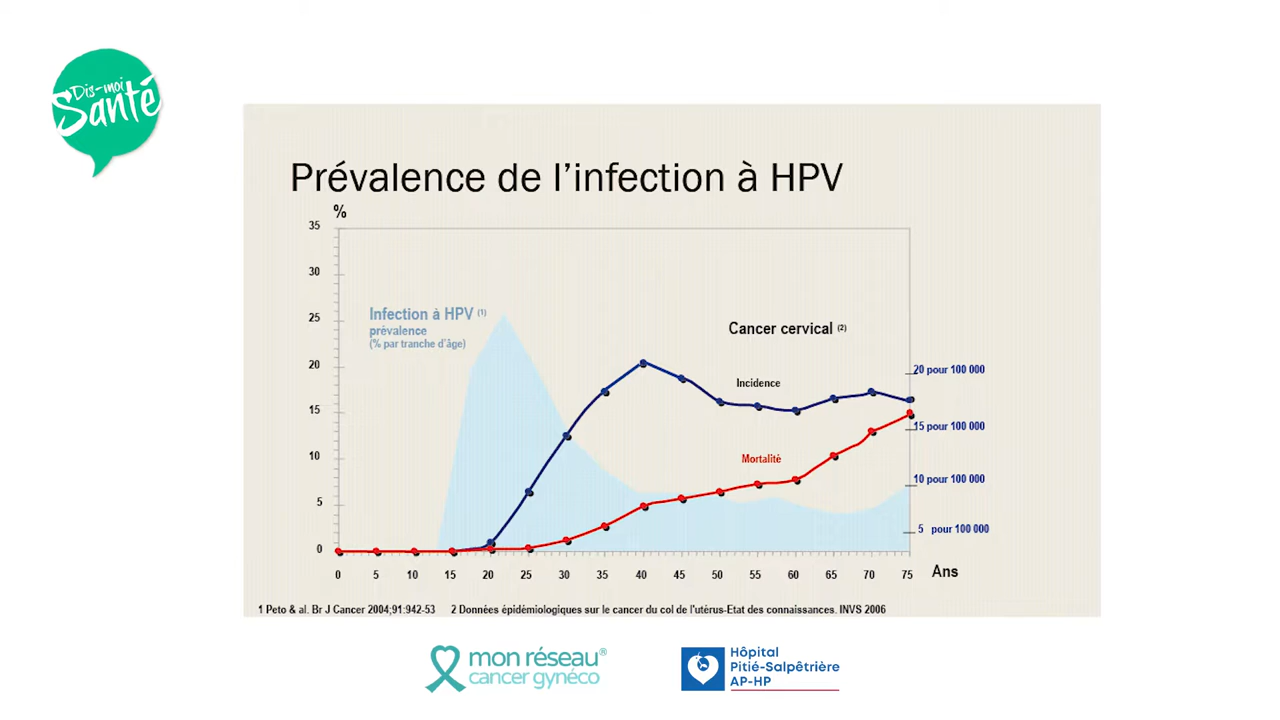 Dis-moi
Santé
Prévalence de l'infection à HPV
%
35
30
25
20
15
10
5
0
Infection à HPV (1)
prévalence
(% par tranche d'âge)
Cancer cervical (2)
Incidence
Mortalité
20 pour 100 000
15 pour 100 000
10 pour 100 000
5 pour 100 000
0 5 10 15 20 25 30 35 40 45 50 55 60 65 70 75 Ans
1 Peto & al. Br J Cancer 2004;91:942-53 2 Données épidémiologiques sur le cancer du col de l'utérus-Etat des connaissances. INVS 2006
mon réseau®
cancer gynéco
Hôpital
Pitié-Salpêtrière
AP-HP